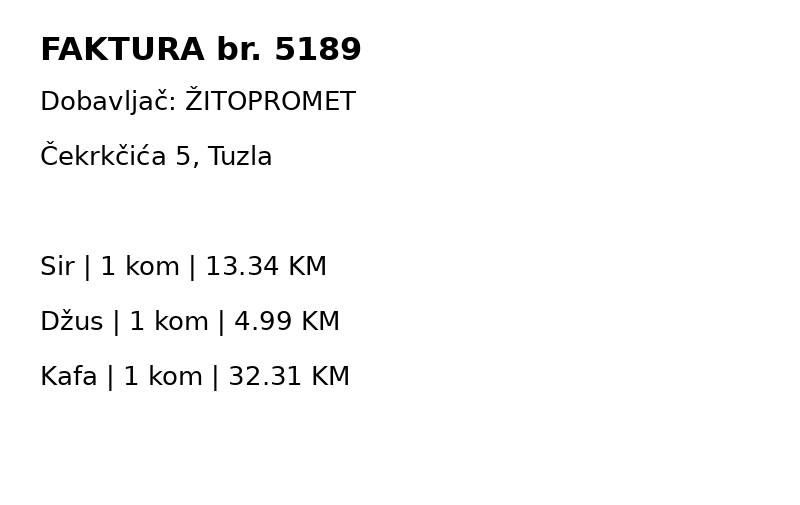 FAKTURA br. 5189
Dobavljač: ŽITOPROMET
Čekrkčića 5, Tuzla
Sir | 1 kom | 13.34 KM
Džus | 1 kom | 4.99 KM
Kafa | 1 kom | 32.31 KM